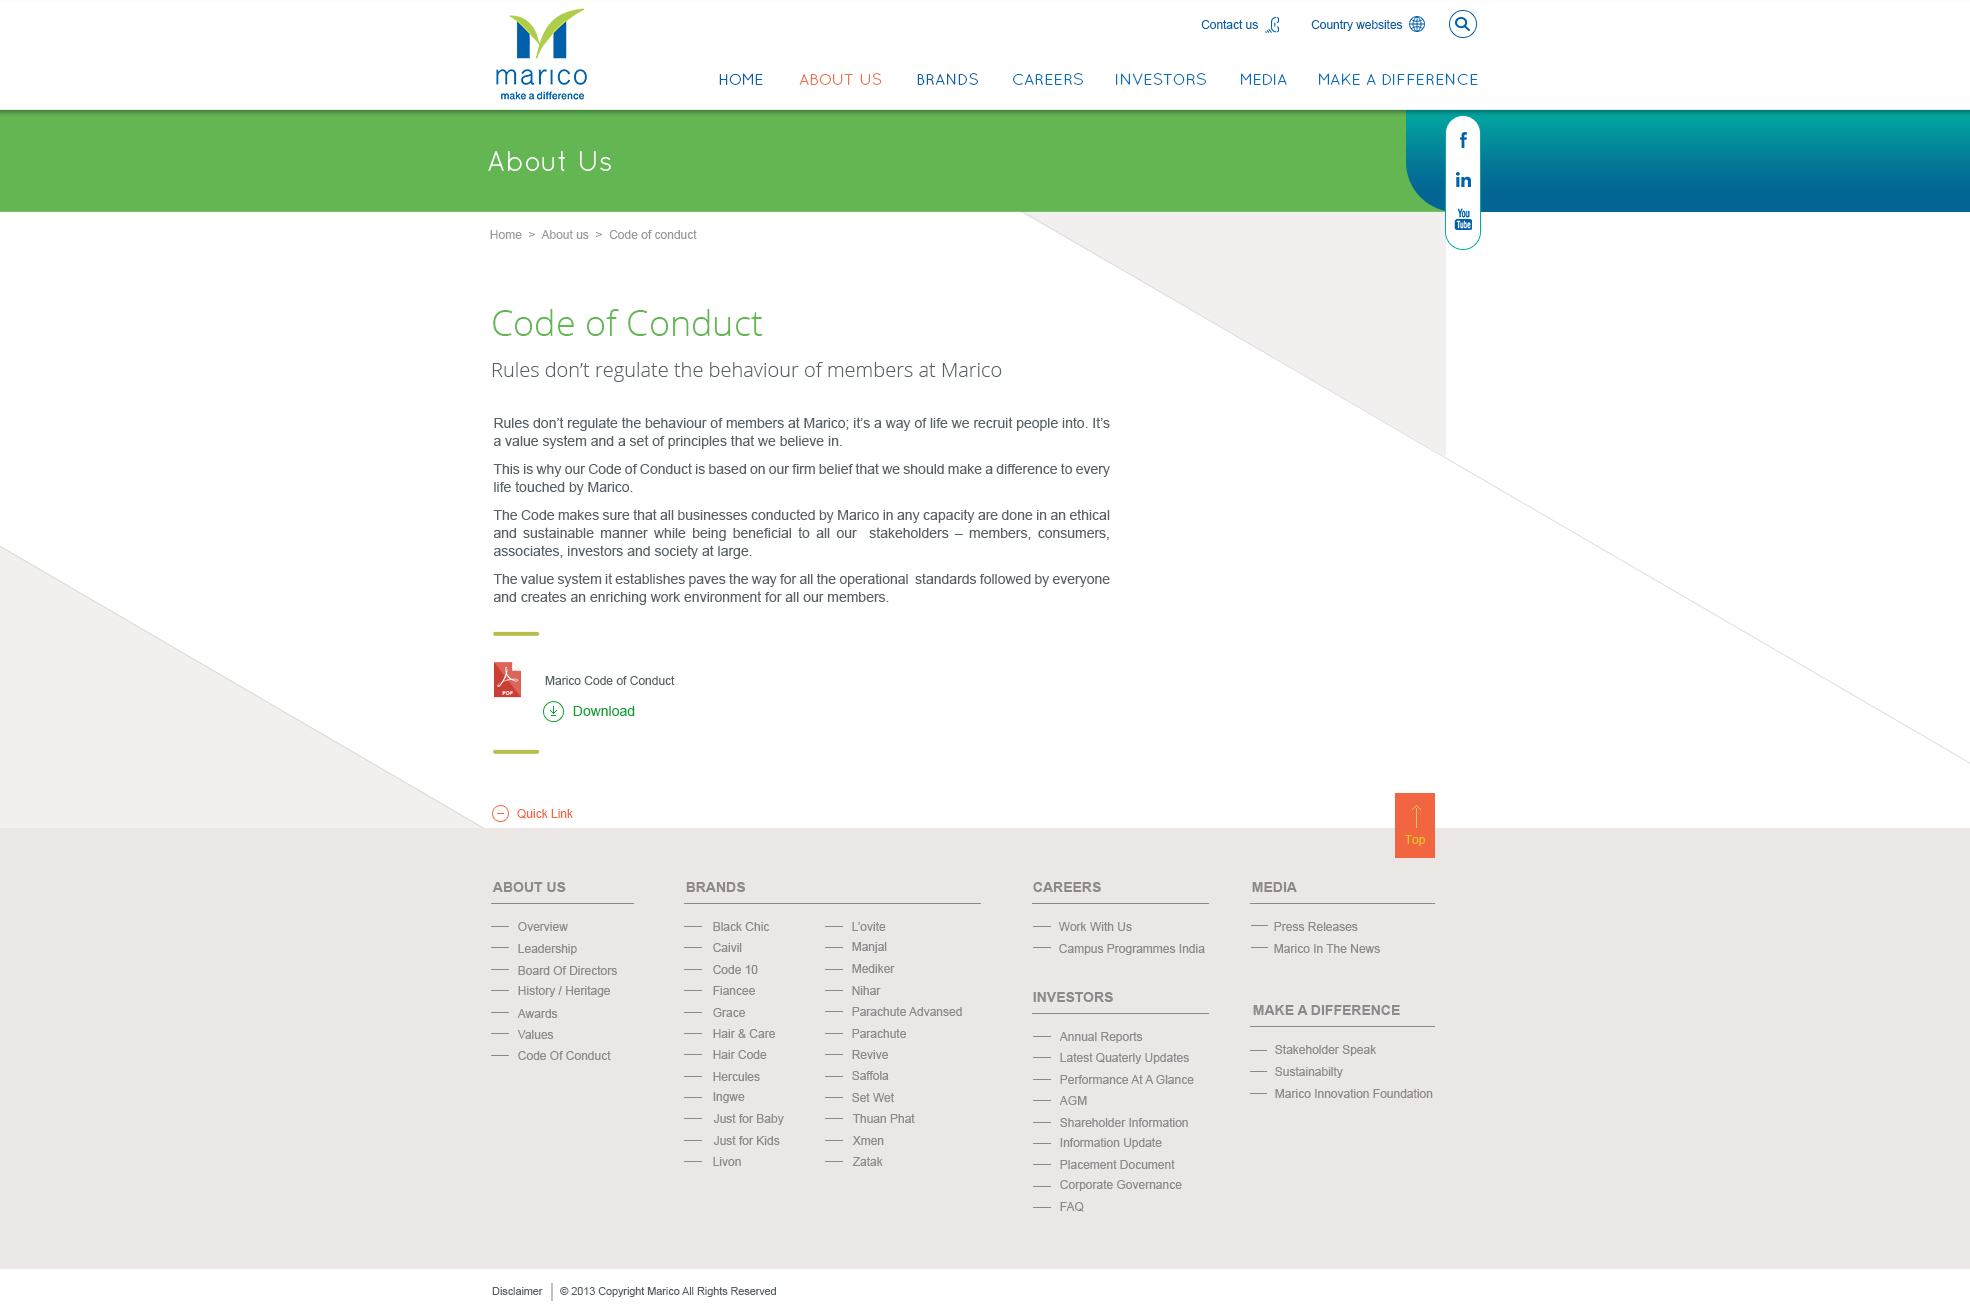 marico
make a difference
Contact us
Country websites
HOME ABOUT US BRANDS CAREERS INVESTORS MEDIA MAKE A DIFFERENCE
About Us
f
in
You
Tube
Home > About us > Code of conduct
Code of Conduct
Rules don't regulate the behaviour of members at Marico
Rules don't regulate the behaviour of members at Marico; it's a way of life we recruit people into. It's
a value system and a set of principles that we believe in.
This is why our Code of Conduct is based on our firm belief that we should make a difference to every
life touched by Marico.
The Code makes sure that all businesses conducted by Marico in any capacity are done in an ethical
and sustainable manner while being beneficial to all our stakeholders – members, consumers,
associates, investors and society at large.
The value system it establishes paves the way for all the operational standards followed by everyone
and creates an enriching work environment for all our members.
PDF
Marico Code of Conduct
Download
Quick Link
Top
ABOUT US
Overview
Leadership
Board Of Directors
History / Heritage
Awards
Values
Code Of Conduct
BRANDS
Black Chic
Caivil
Code 10
Fiancee
Grace
Hair & Care
Hair Code
Hercules
Ingwe
Just for Baby
Just for Kids
Livon
L'ovite
Manjal
Mediker
Nihar
Parachute Advansed
Parachute
Revive
Saffola
Set Wet
Thuan Phat
Xmen
Zatak
CAREERS
Work With Us
Campus Programmes India
INVESTORS
Annual Reports
Latest Quaterly Updates
Performance At A Glance
AGM
Shareholder Information
Information Update
Placement Document
Corporate Governance
FAQ
MEDIA
Press Releases
Marico In The News
MAKE A DIFFERENCE
Stakeholder Speak
Sustainabilty
Marico Innovation Foundation
Disclaimer
© 2013 Copyright Marico All Rights Reserved